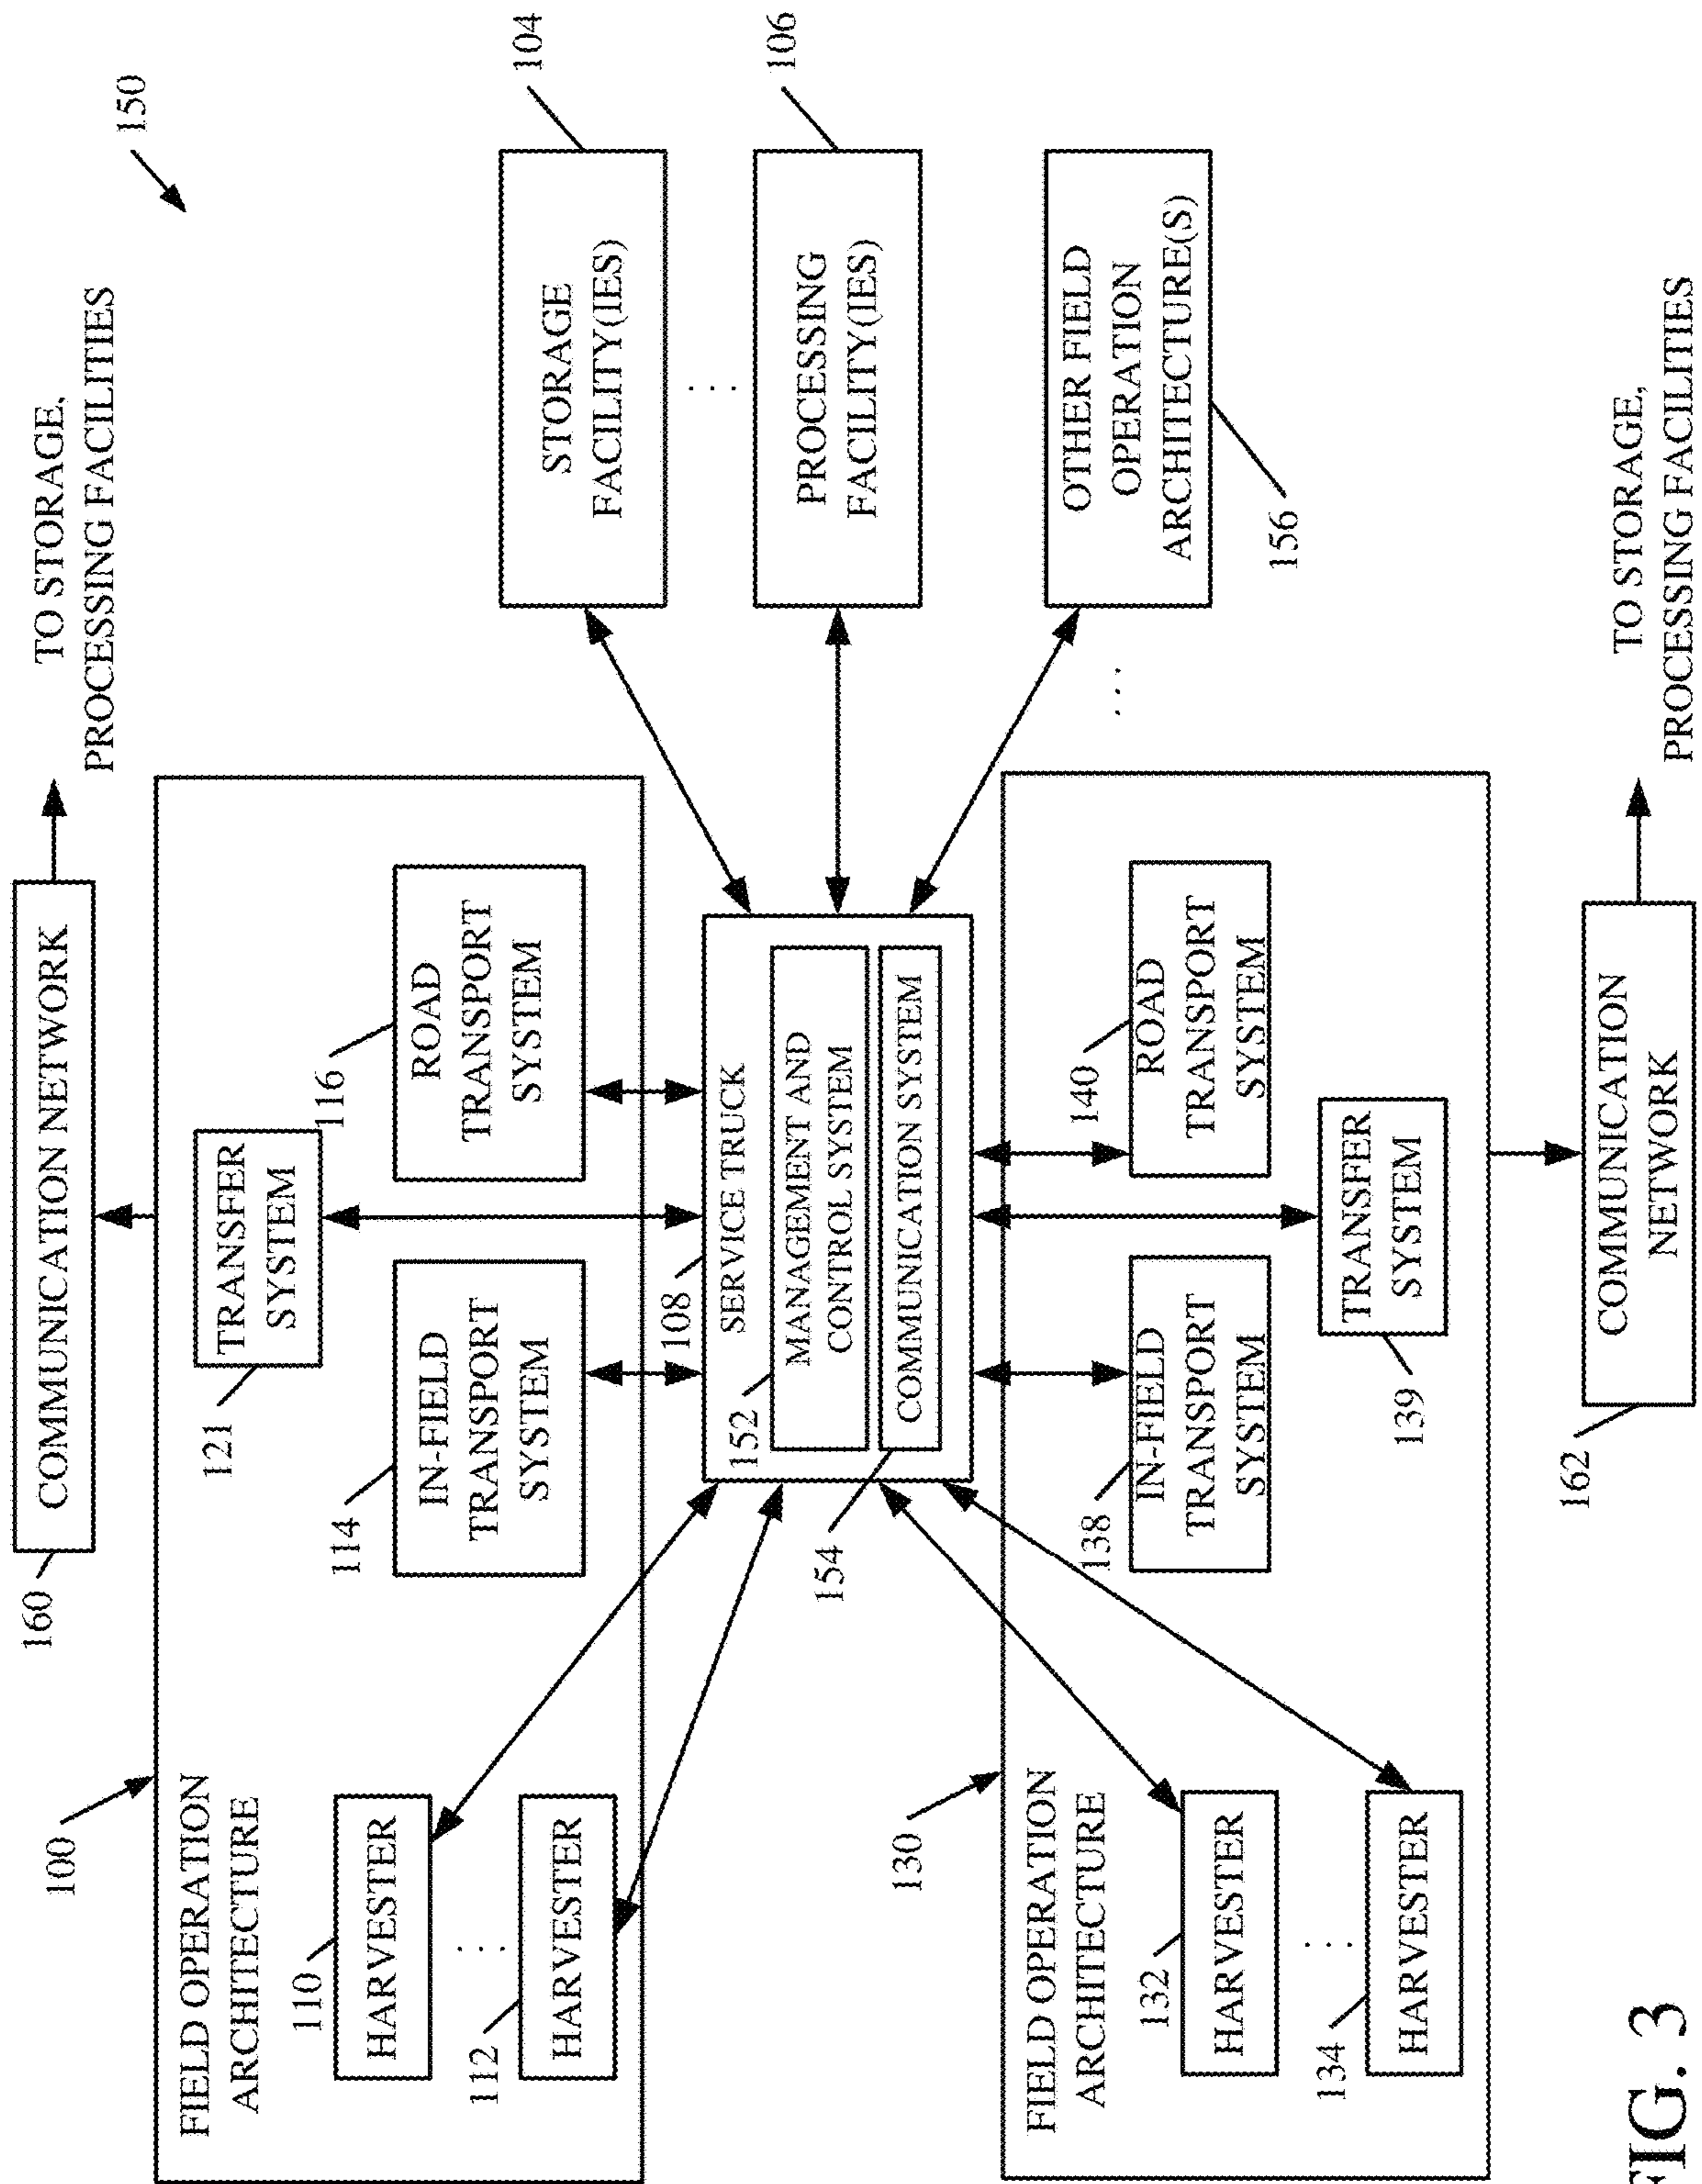 150
160
COMMUNICATION NETWORK
TO STORAGE,
PROCESSING FACILITIES
100
FIELD OPERATION
ARCHITECTURE
121
TRANSFER
SYSTEM
110
HARVESTER
. . .
112
HARVESTER
114
IN-FIELD
TRANSPORT
SYSTEM
116
ROAD
TRANSPORT
SYSTEM
108
SERVICE TRUCK
152
MANAGEMENT AND
CONTROL SYSTEM
154
COMMUNICATION SYSTEM
104
STORAGE
FACILITY(IES)
. . .
106
PROCESSING
FACILITY(IES)
OTHER FIELD
OPERATION
ARCHITECTURE(S)
156
. . .
130
FIELD OPERATION
ARCHITECTURE
132
HARVESTER
. . .
134
HARVESTER
138
IN-FIELD
TRANSPORT
SYSTEM
140
ROAD
TRANSPORT
SYSTEM
139
TRANSFER
SYSTEM
162
COMMUNICATION
NETWORK
TO STORAGE,
PROCESSING FACILITIES
FIG. 3